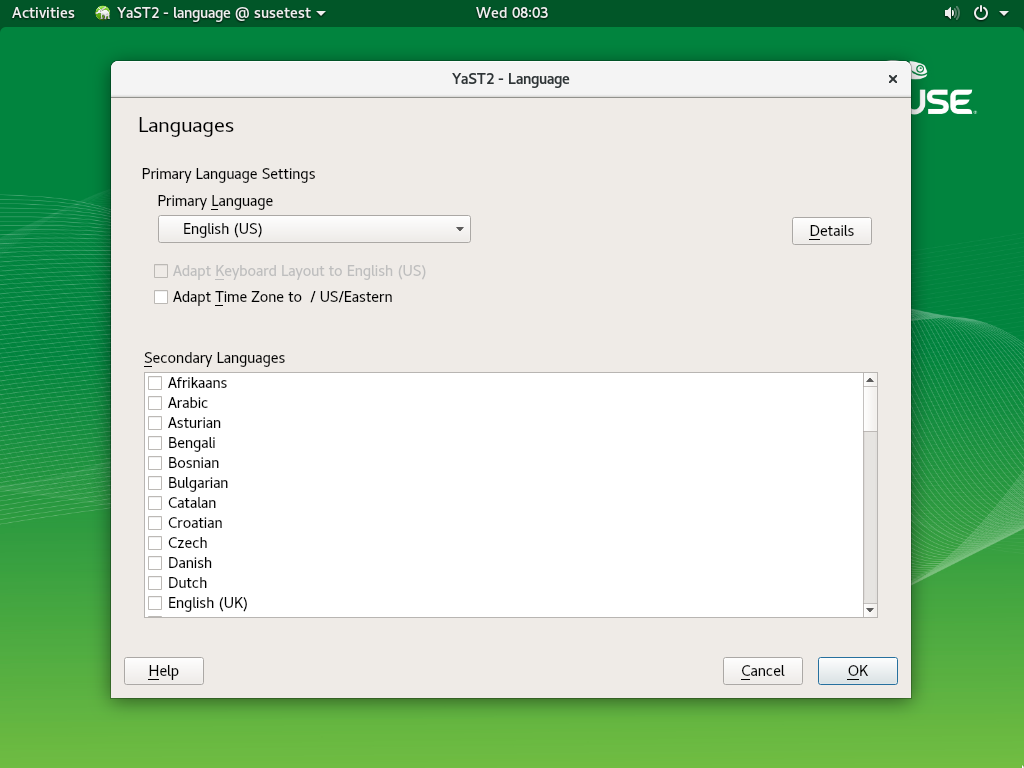 Activities YaST2 - language @ susetest Wed 08:03
YaST2 - Language
USE
Languages
Primary Language Settings
Primary Language
English (US)
Details
Adapt Keyboard Layout to English (US)
Adapt Time Zone to / US/Eastern
Secondary Languages
Afrikaans
Arabic
Asturian
Bengali
Bosnian
Bulgarian
Catalan
Croatian
Czech
Danish
Dutch
English (UK)
Help Cancel OK